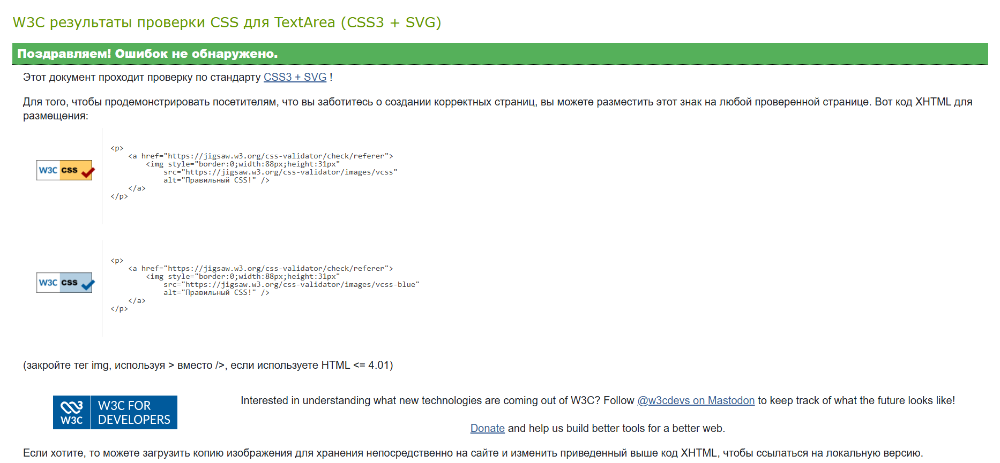 W3C результаты проверки CSS для TextArea (CSS3 + SVG)
Поздравляем! Ошибок не обнаружено.
Этот документ проходит проверку по стандарту CSS3 + SVG !
Для того, чтобы продемонстрировать посетителям, что вы заботитесь о создании корректных страниц, вы можете разместить этот знак на любой проверенной странице. Вот код XHTML для
размещения:
W3C css
<p>
    <a href="https://jigsaw.w3.org/css-validator/check/referer">
        <img style="border:0;width:88px;height:31px"
            src="https://jigsaw.w3.org/css-validator/images/vcss"
            alt="Правильный CSS!" />
    </a>
</p>
W3C css
<p>
    <a href="https://jigsaw.w3.org/css-validator/check/referer">
        <img style="border:0;width:88px;height:31px"
            src="https://jigsaw.w3.org/css-validator/images/vcss-blue"
            alt="Правильный CSS!" />
    </a>
</p>
(закройте тег img, используя > вместо />, если используете HTML <= 4.01)
W3C
W3C FOR
DEVELOPERS
Interested in understanding what new technologies are coming out of W3C? Follow @w3cdevs on Mastodon to keep track of what the future looks like!
Donate and help us build better tools for a better web.
Если хотите, то можете загрузить копию изображения для хранения непосредственно на сайте и изменить приведенный выше код XHTML, чтобы ссылаться на локальную версию.